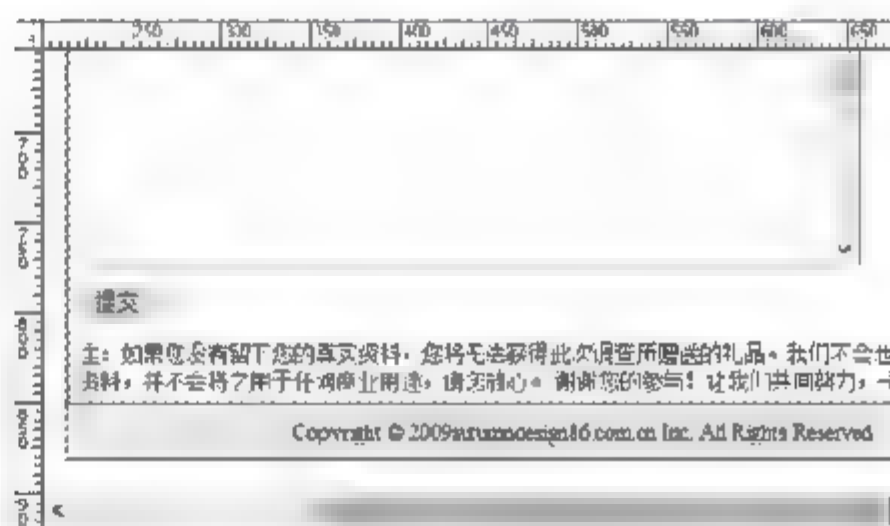 300 350 400 450 500 550 600 650
提交
注：如果您没有留下您的真实资料，您将无法获得此次调查所赠送的礼品。我们不会
资料，并不会将之用于任何商业用途，请您放心。谢谢您的参与！让我们共同努力，
Copyright © 2009 Inc. All Rights Reserved